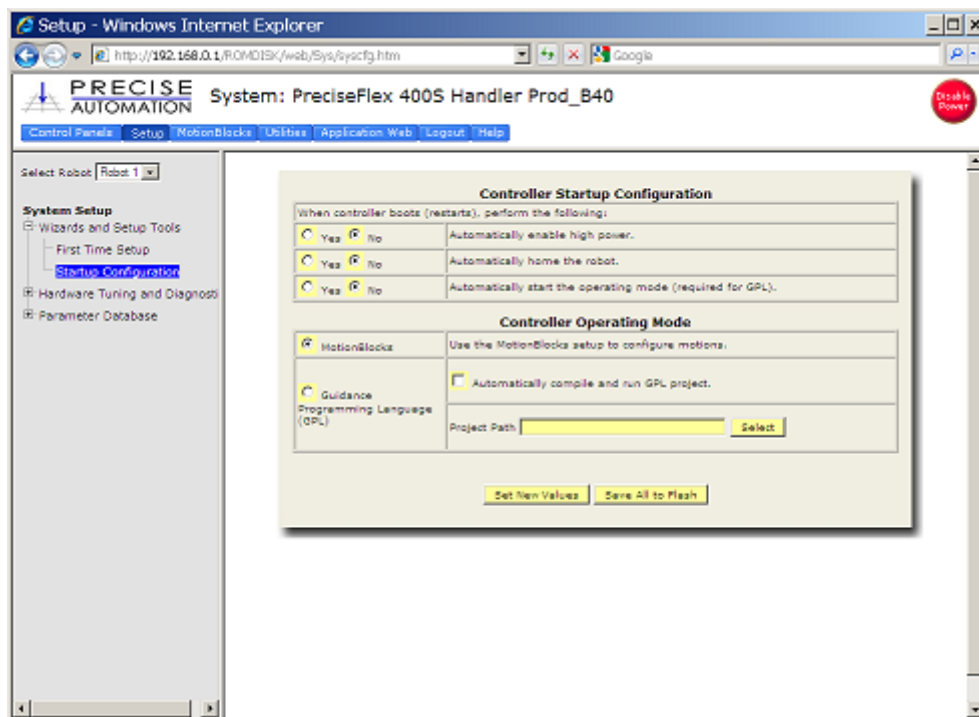 Setup - Windows Internet Explorer
http://192.168.0.1/ROMDISK/web/Sys/syscfg.htm
Google
PRECISE
AUTOMATION
System: PreciseFlex 400S Handler Prod_B40
Disable
Power
Control Panels Setup MotionBlocks Utilities Application Web Logout Help
Select Robot Robot 1
System Setup
Wizards and Setup Tools
First Time Setup
Startup Configuration
Hardware Tuning and Diagnosti
Parameter Database
Controller Startup Configuration
When controller boots (restarts), perform the following:
Yes No Automatically enable high power.
Yes No Automatically home the robot.
Yes No Automatically start the operating mode (required for GPL).
Controller Operating Mode
MotionBlocks Use the MotionBlocks setup to configure motions.
Guidance
Programming Language
(GPL)
Automatically compile and run GPL project.
Project Path Select
Set New Values Save All to Flash